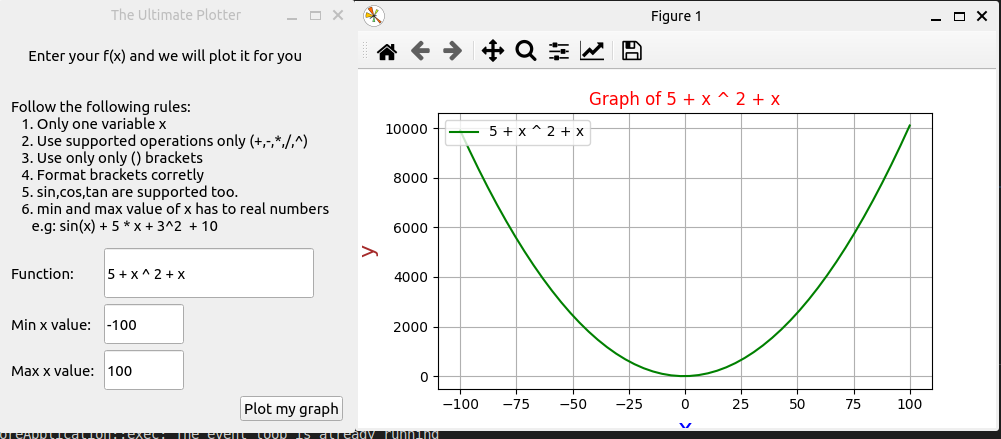 The Ultimate Plotter
Enter your f(x) and we will plot it for you
Follow the following rules:
1. Only one variable x
2. Use supported operations only (+,-,*,/,^)
3. Use only only () brackets
4. Format brackets corretly
5. sin,cos,tan are supported too.
6. min and max value of x has to real numbers
e.g: sin(x) + 5 * x + 3^2 + 10
Function:
5 + x ^ 2 + x
Min x value:
-100
Max x value:
100
Plot my graph
Figure 1
Graph of 5 + x ^ 2 + x
5 + x ^ 2 + x
y
10000
8000
6000
4000
2000
0
−100 −75 −50 −25 0 25 50 75 100
x
oreApplication::exec: The event loop is already running